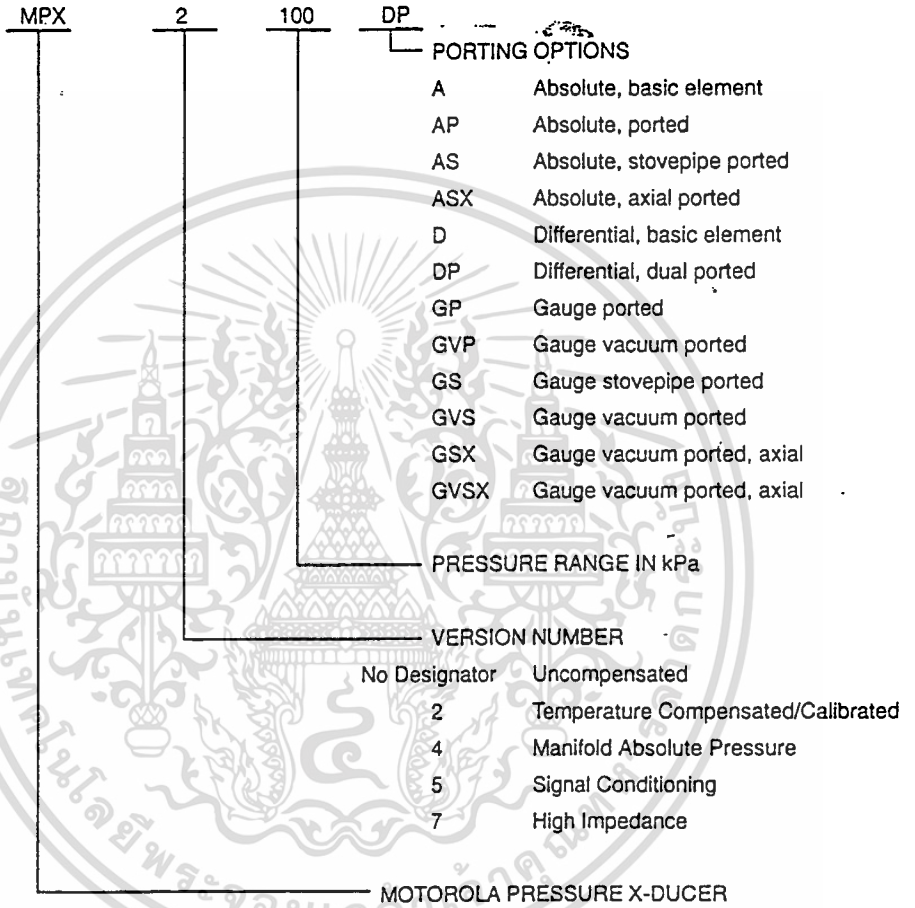 MPX 2 100 DP
PORTING OPTIONS
A Absolute, basic element
AP Absolute, ported
AS Absolute, stovepipe ported
ASX Absolute, axial ported
D Differential, basic element
DP Differential, dual ported
GP Gauge ported
GVP Gauge vacuum ported
GS Gauge stovepipe ported
GVS Gauge vacuum ported
GSX Gauge vacuum ported, axial
GVSX Gauge vacuum ported, axial
PRESSURE RANGE IN kPa
VERSION NUMBER
No Designator Uncompensated
2 Temperature Compensated/Calibrated
4 Manifold Absolute Pressure
5 Signal Conditioning
7 High Impedance
MOTOROLA PRESSURE X-DUCER